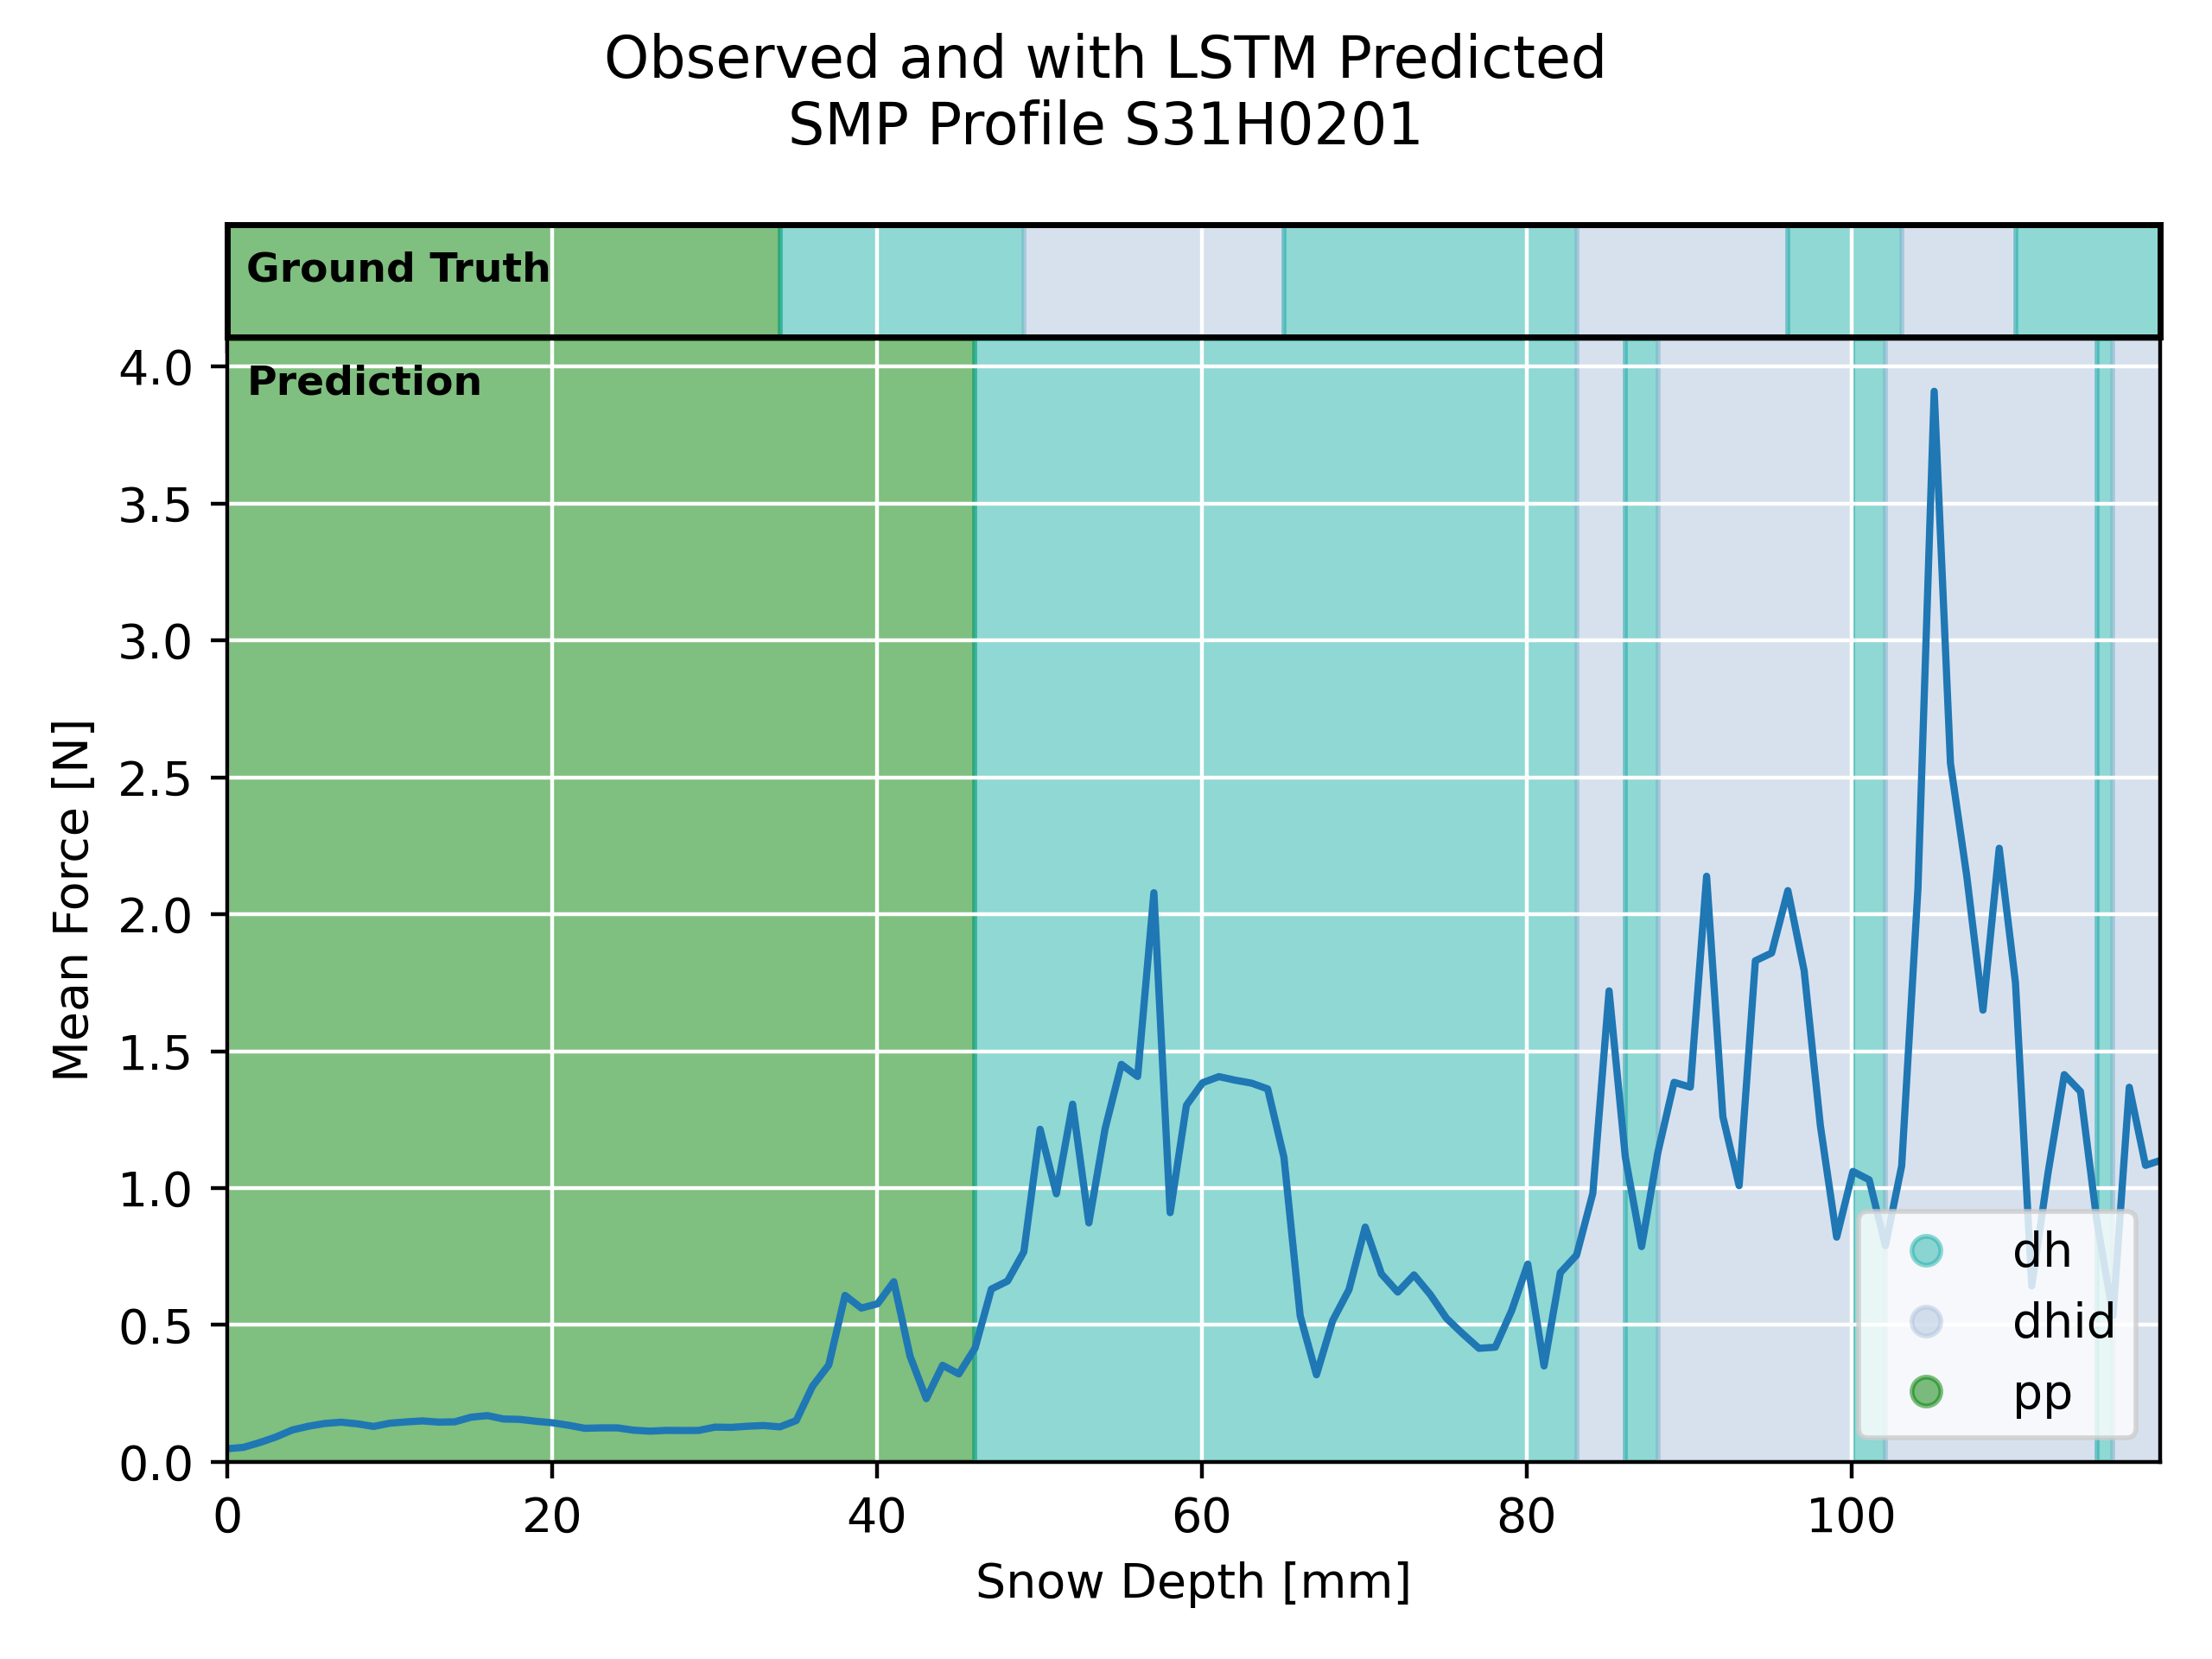 Observed and with LSTM Predicted
SMP Profile S31H0201
Ground Truth
Prediction
4.0
3.5
3.0
2.5
2.0
1.5
1.0
0.5
0.0
Mean Force [N]
0 20 40 60 80 100
Snow Depth [mm]
dh
dhid
pp